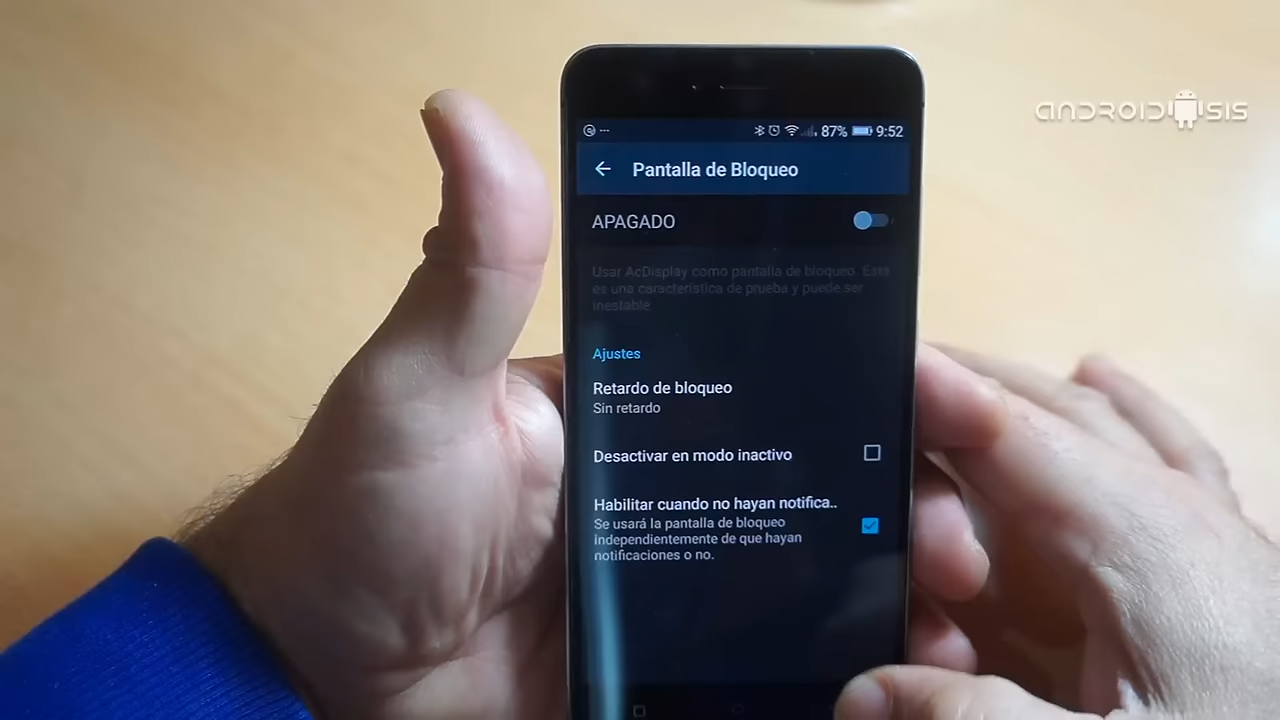 ANDROIDSIS
87% 9:52
Pantalla de Bloqueo
APAGADO
Usar AcDisplay como pantalla de bloqueo. Esta
es una característica de prueba y puede ser
inestable.
Ajustes
Retardo de bloqueo
Sin retardo
Desactivar en modo inactivo
Habilitar cuando no hayan notifica..
Se usará la pantalla de bloqueo
independientemente de que hayan
notificaciones o no.